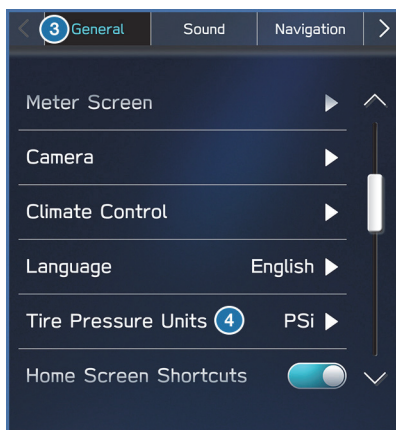 3 General Sound Navigation
Meter Screen
Camera
Climate Control
Language English
Tire Pressure Units 4 PSi
Home Screen Shortcuts